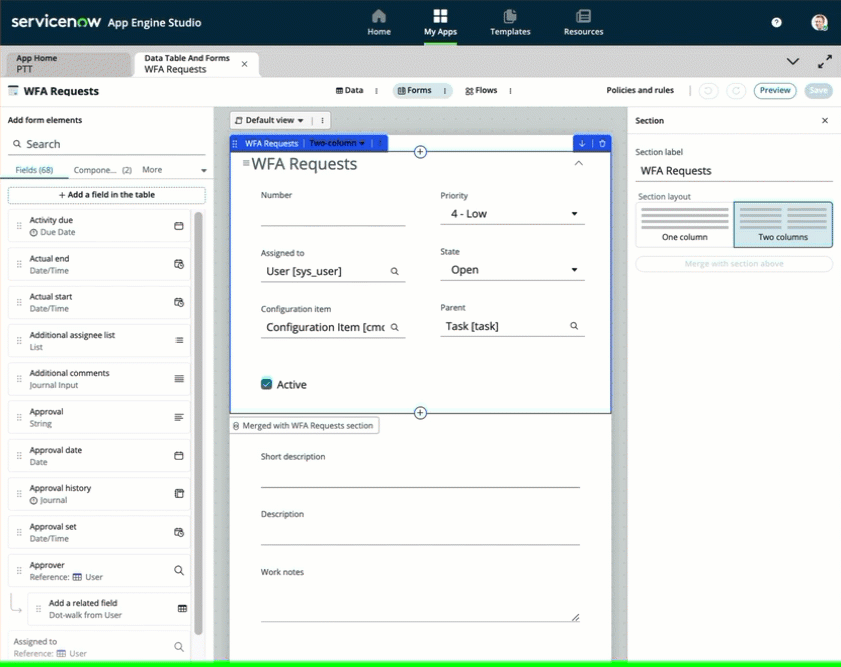 servicenow App Engine Studio
Home
My Apps
Templates
Resources
?
App Home
PTT
Data Table And Forms
WFA Requests
WFA Requests
Data
Forms
Flows
Policies and rules
Preview
Save
Add form elements
Search
Fields (68)
Compone... (2)
More
+ Add a field in the table
Activity due
Due Date
Actual end
Date/Time
Actual start
Date/Time
Additional assignee list
List
Additional comments
Journal Input
Approval
String
Approval date
Date
Approval history
Journal
Approval set
Date/Time
Approver
Reference: User
Add a related field
Dot-walk from User
Assigned to
Reference: User
Default view
WFA Requests Two-column
WFA Requests
Number
Priority
4 - Low
Assigned to
User [sys_user]
State
Open
Configuration item
Configuration Item [cmd
Parent
Task [task]
Active
Merged with WFA Requests section
Short description
Description
Work notes
Section
Section label
WFA Requests
Section layout
One column
Two columns
Merge with section above